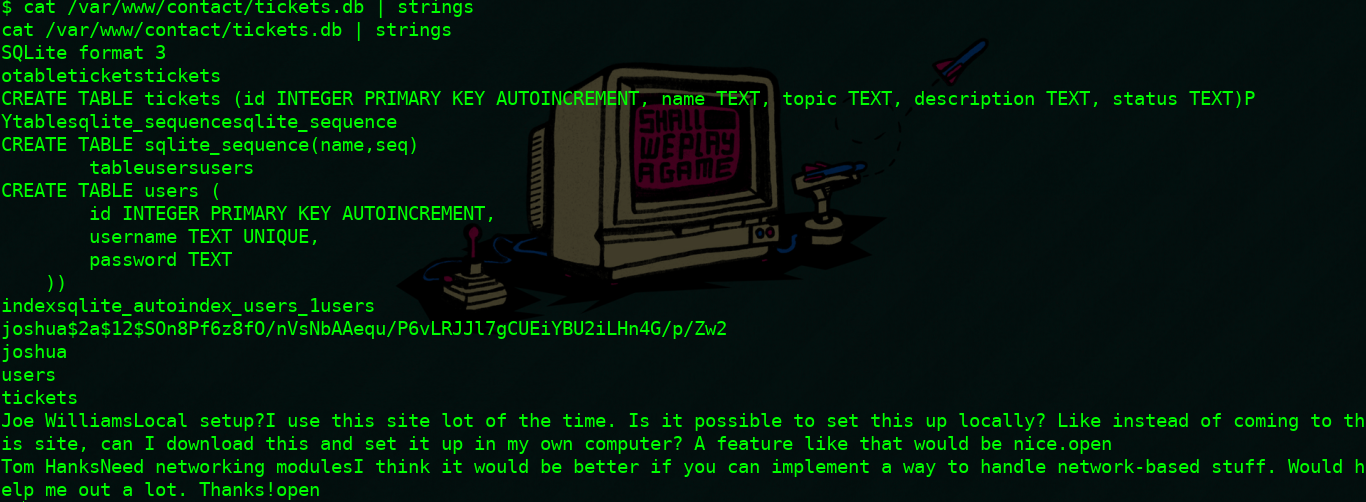 $ cat /var/www/contact/tickets.db | strings
cat /var/www/contact/tickets.db | strings
SQLite format 3
otableticketstickets
CREATE TABLE tickets (id INTEGER PRIMARY KEY AUTOINCREMENT, name TEXT, topic TEXT, description TEXT, status TEXT)P
Ytablesqlite_sequencesqlite_sequence
CREATE TABLE sqlite_sequence(name,seq)
        tableusersusers
CREATE TABLE users (
        id INTEGER PRIMARY KEY AUTOINCREMENT,
        username TEXT UNIQUE,
        password TEXT
    ))
indexsqlite_autoindex_users_1users
joshua$2a$12$SOn8Pf6z8fO/nVsNbAAequ/P6vLRJJl7gCUEiYBU2iLHn4G/p/Zw2
joshua
users
tickets
Joe WilliamsLocal setup?I use this site lot of the time. Is it possible to set this up locally? Like instead of coming to th
is site, can I download this and set it up in my own computer? A feature like that would be nice.open
Tom HanksNeed networking modulesI think it would be better if you can implement a way to handle network-based stuff. Would h
elp me out a lot. Thanks!open
SHALL
WE PLAY
A GAME